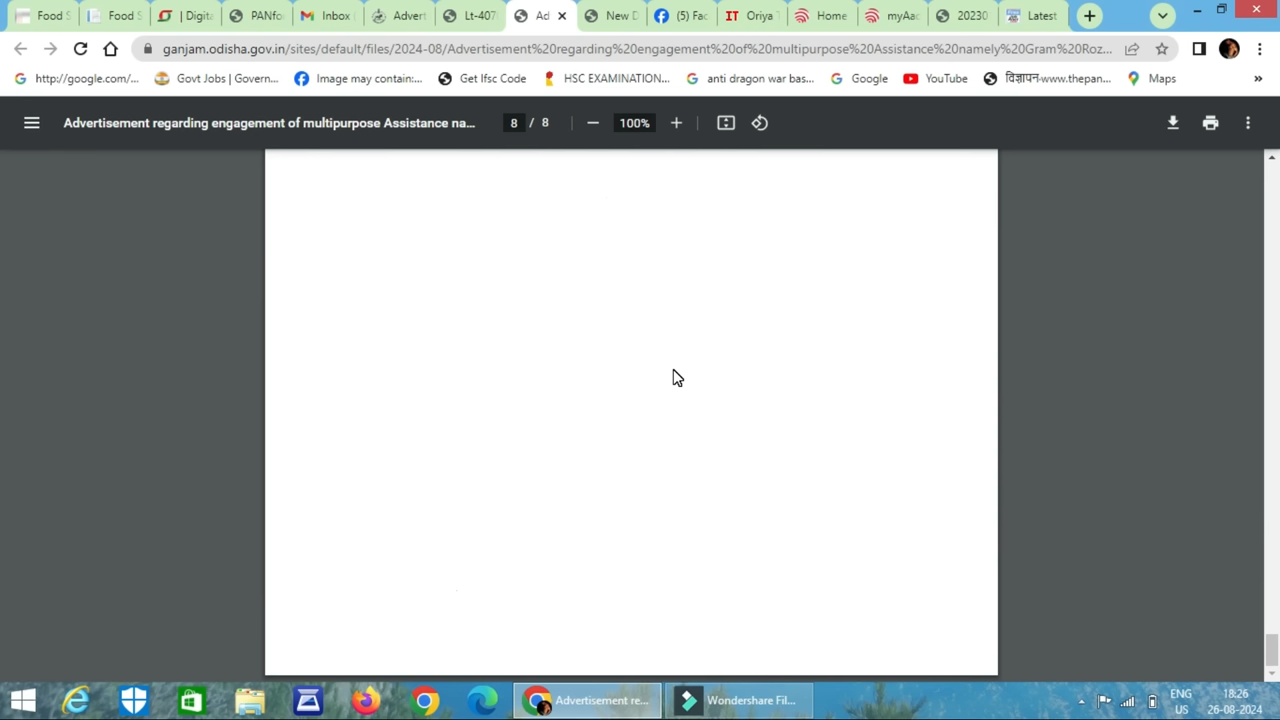 Food S
Food S
| Digit
PANfo
Inbox
Advert
Lt-407
Ad
New D
(5) Fac
IT Oriya T
Home
myAac
20230
Latest
ganjam.odisha.gov.in/sites/default/files/2024-08/Advertisement%20regarding%20engagement%20of%20multipurpose%20Assistance%20namely%20Gram%20Roz...
http://google.com/... Govt Jobs | Govern... Image may contain:... Get Ifsc Code HSC EXAMINATION... anti dragon war bas... Google YouTube विज्ञापन-www.thepan... Maps »
Advertisement regarding engagement of multipurpose Assistance na... 8 / 8 100%
Advertisement re... Wondershare Fil... ENG 18:26
US 26-08-2024